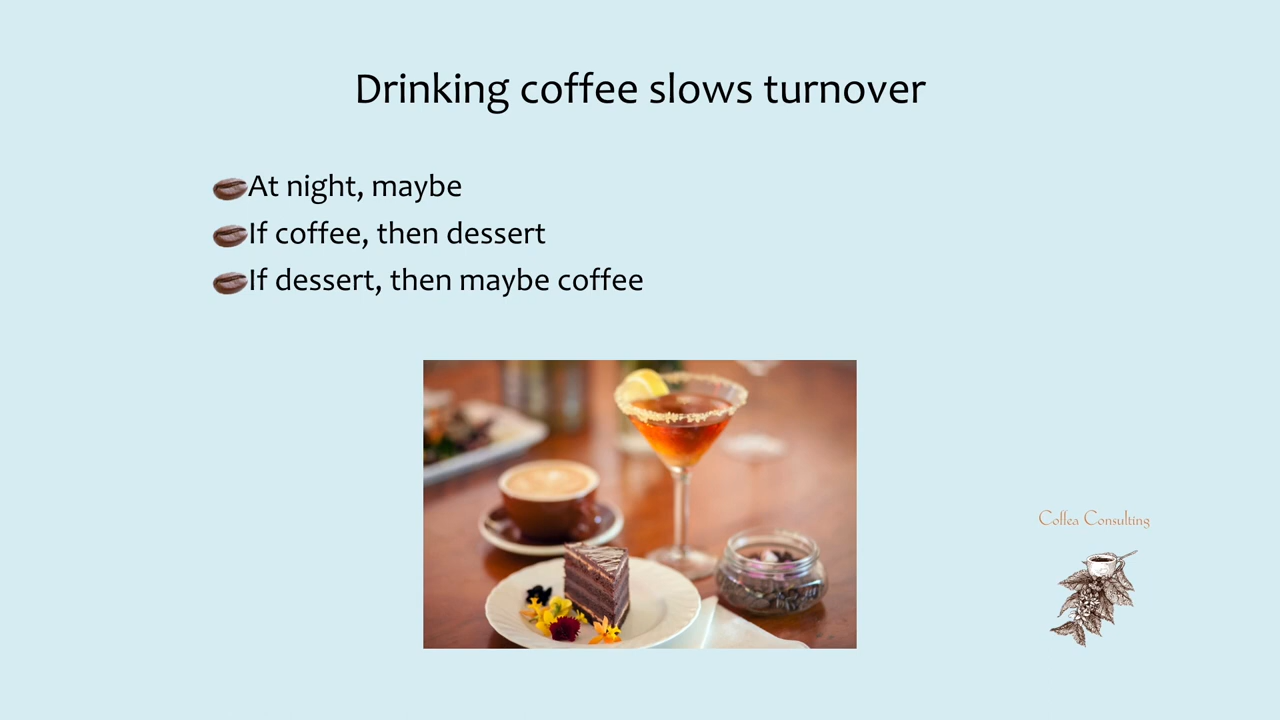 Drinking coffee slows turnover
At night, maybe
If coffee, then dessert
If dessert, then maybe coffee
Coffea Consulting